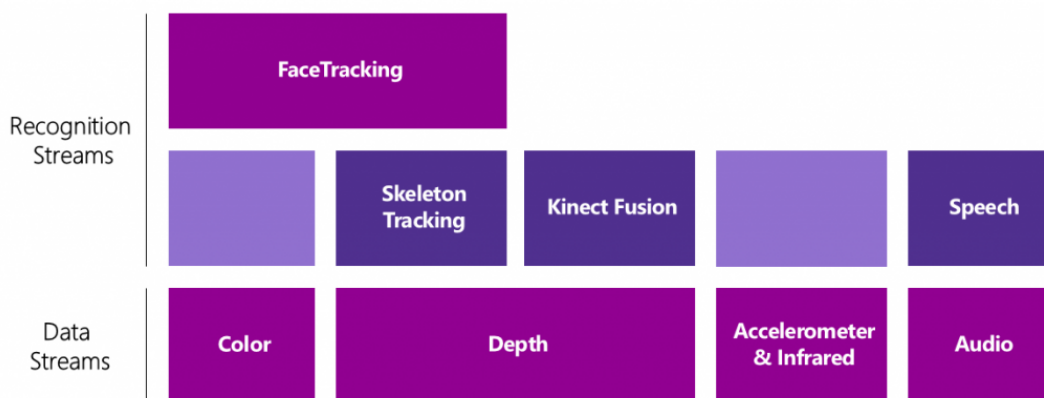 FaceTracking
Recognition
Streams
Skeleton
Tracking
Kinect Fusion
Speech
Data
Streams
Color
Depth
Accelerometer
& Infrared
Audio